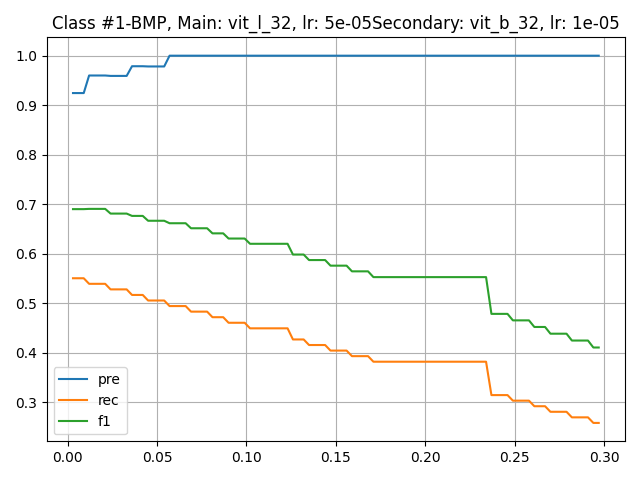 Class #1-BMP, Main: vit_l_32, lr: 5e-05Secondary: vit_b_32, lr: 1e-05
1.0
0.9
0.8
0.7
0.6
0.5
0.4
0.3
pre
rec
f1
0.00 0.05 0.10 0.15 0.20 0.25 0.30